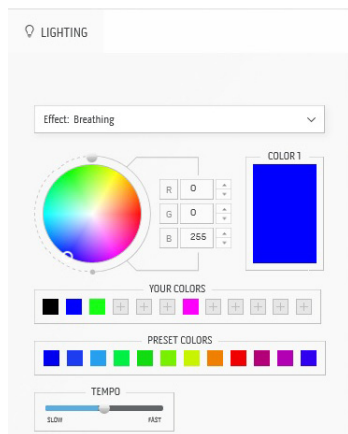 LIGHTING
Effect: Breathing
COLOR 1
R 0
G 0
B 255
YOUR COLORS
PRESET COLORS
TEMPO
SLOW FAST